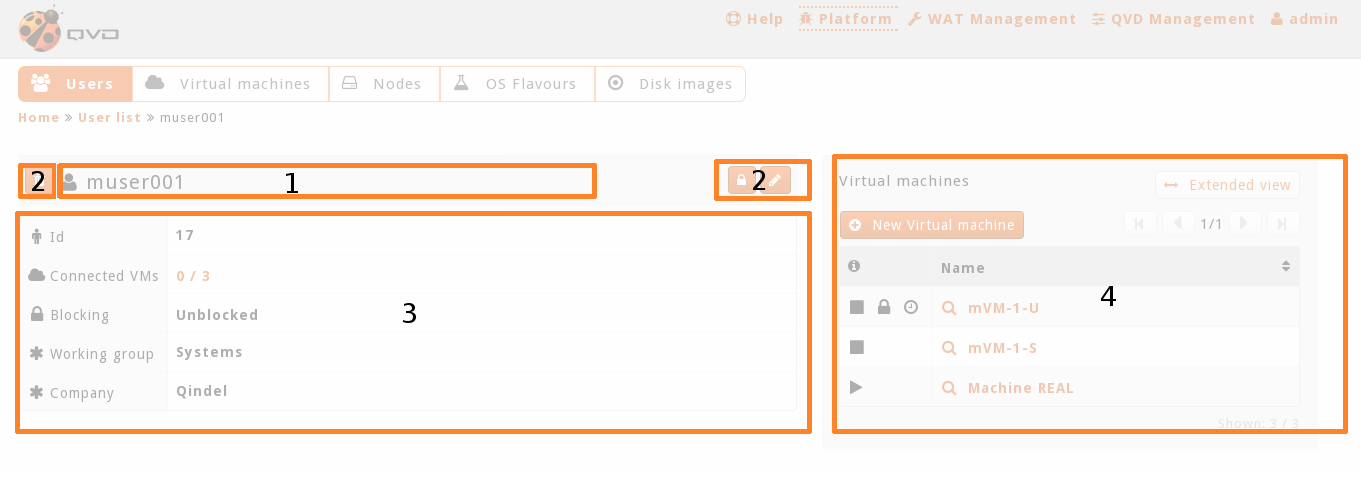 QVD
Help Platform WAT Management QVD Management admin
Users Virtual machines Nodes OS Flavours Disk images
Home » User list » muser001
2 muser001 1 2
Id 17
Connected VMs 0 / 3
Blocking Unblocked
3
Working group Systems
Company Qindel
Virtual machines Extended view
New Virtual machine 1/1
Name
4
mVM-1-U
mVM-1-S
Machine REAL
Shown: 3 / 3